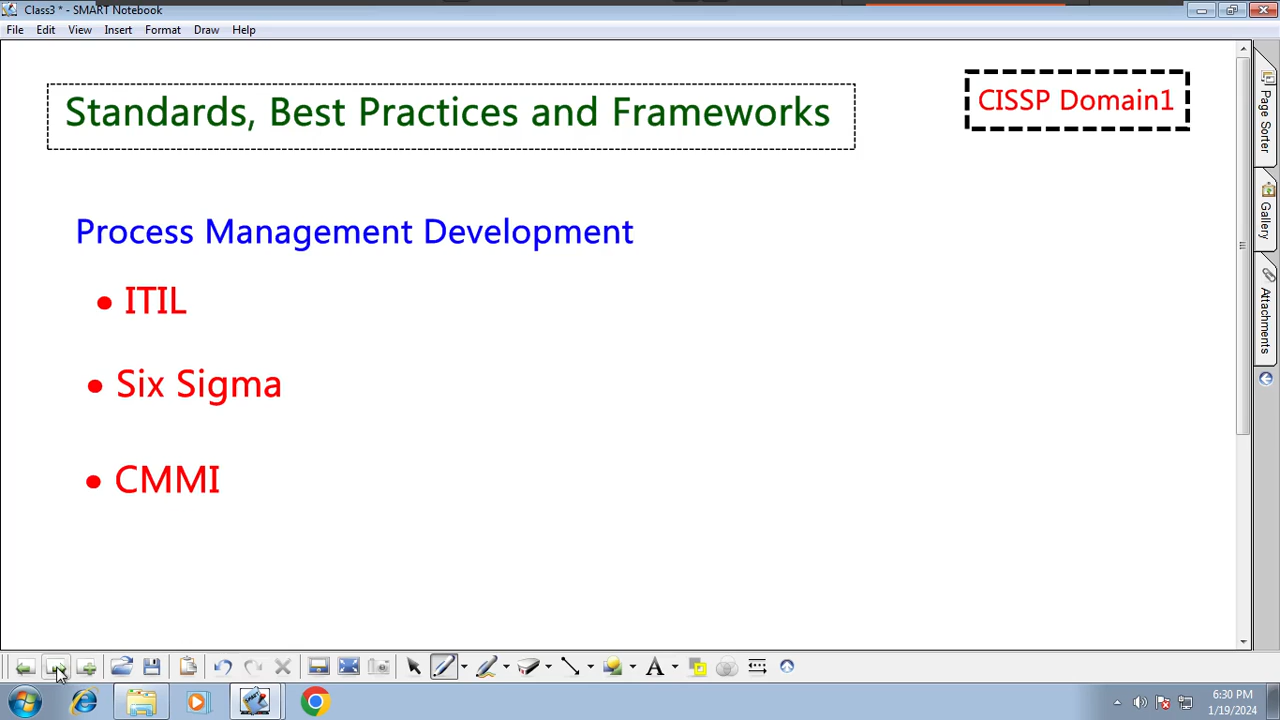 Class3 * - SMART Notebook
File Edit View Insert Format Draw Help
Standards, Best Practices and Frameworks
CISSP Domain1
Process Management Development
• ITIL
• Six Sigma
• CMMI
Page Sorter
Gallery
Attachments
6:30 PM
1/19/2024